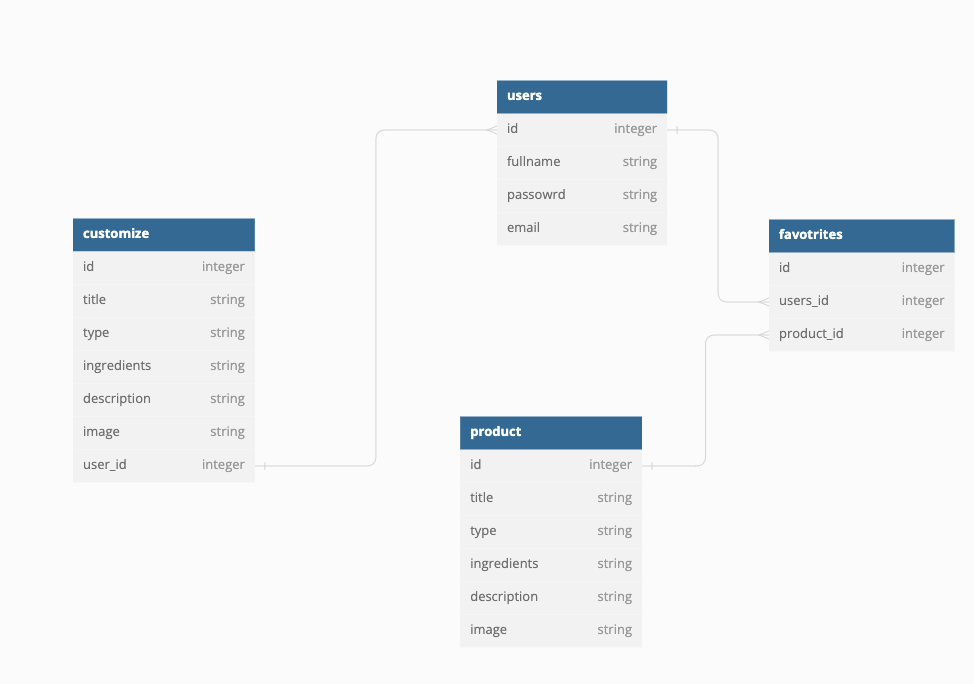 users
id integer
fullname string
passowrd string
email string
customize
id integer
title string
type string
ingredients string
description string
image string
user_id integer
favotrites
id integer
users_id integer
product_id integer
product
id integer
title string
type string
ingredients string
description string
image string